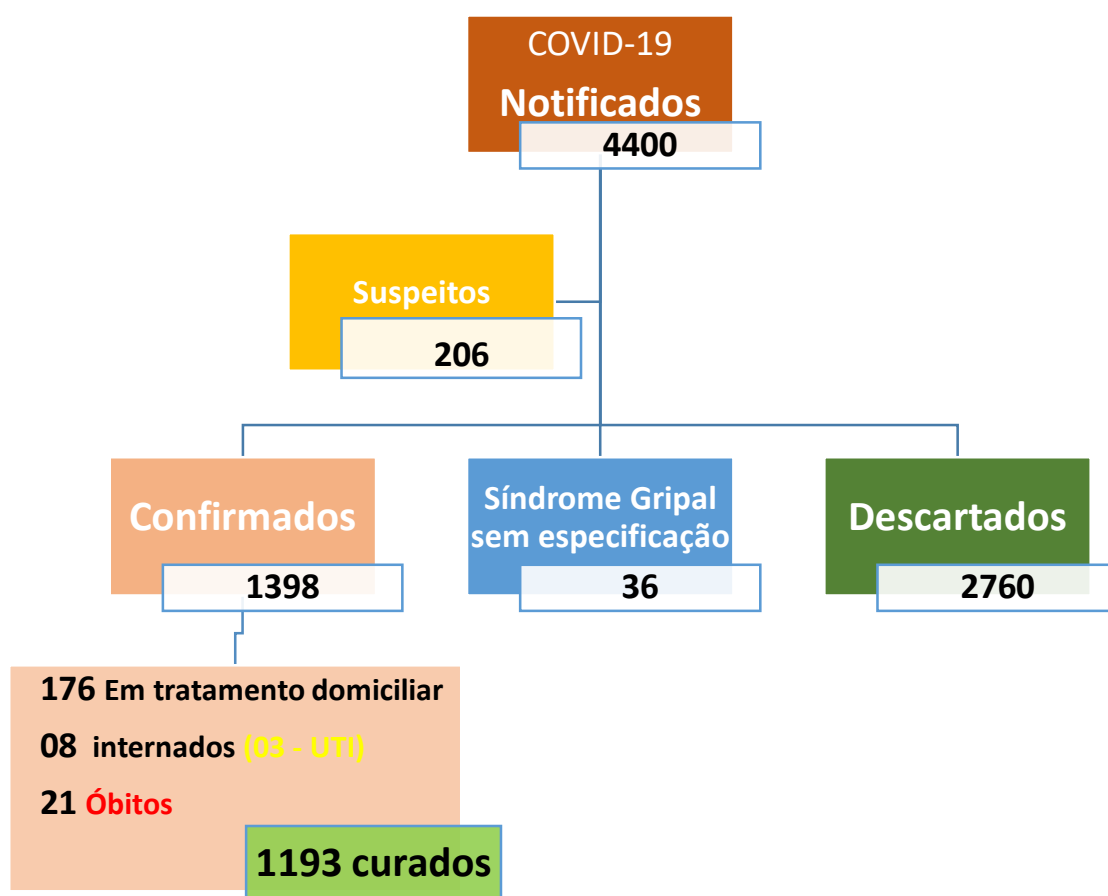 COVID-19
Notificados
4400
Suspeitos
206
Confirmados
1398
Síndrome Gripal
sem especificação
36
Descartados
2760
176 Em tratamento domiciliar
08 internados (03 - UTI)
21 Óbitos
1193 curados